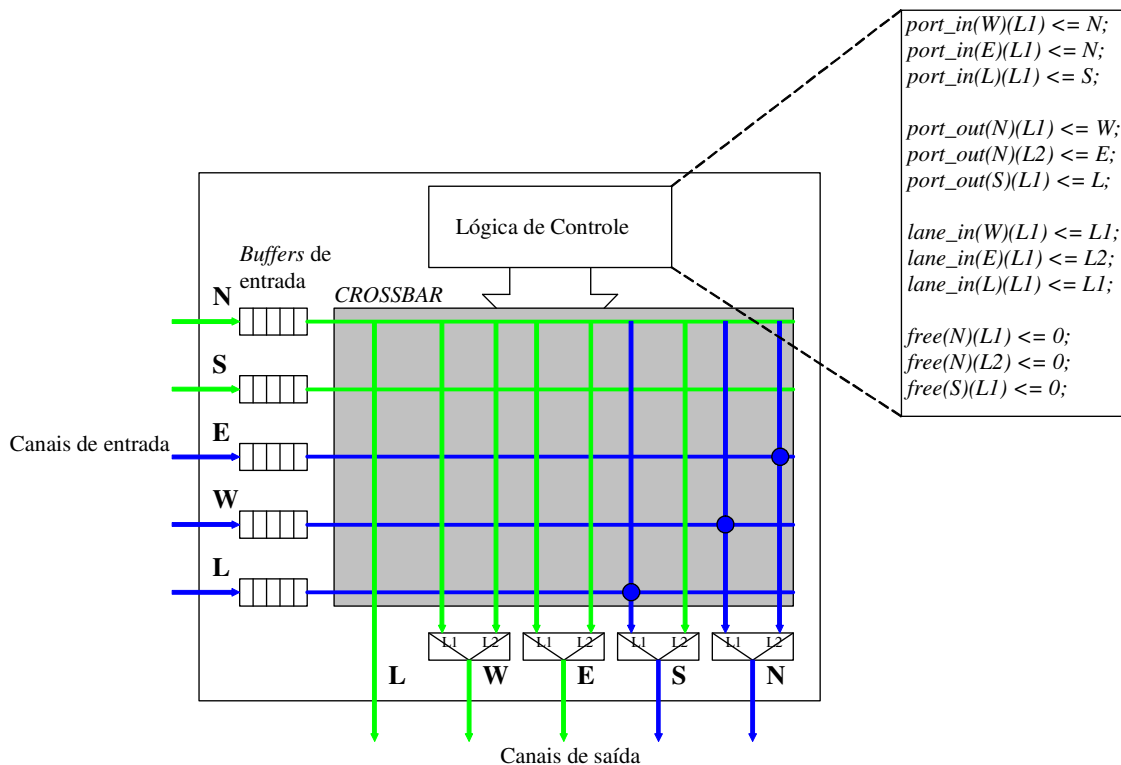 port_in(W)(L1) <= N;
port_in(E)(L1) <= N;
port_in(L)(L1) <= S;
port_out(N)(L1) <= W;
port_out(N)(L2) <= E;
port_out(S)(L1) <= L;
lane_in(W)(L1) <= L1;
lane_in(E)(L1) <= L2;
lane_in(L)(L1) <= L1;
free(N)(L1) <= 0;
free(N)(L2) <= 0;
free(S)(L1) <= 0;
Lógica de Controle
Buffers de
entrada
CROSSBAR
N
S
E
Canais de entrada
W
L
L1 L2 L1 L2 L1 L2 L1 L2
L W E S N
Canais de saída